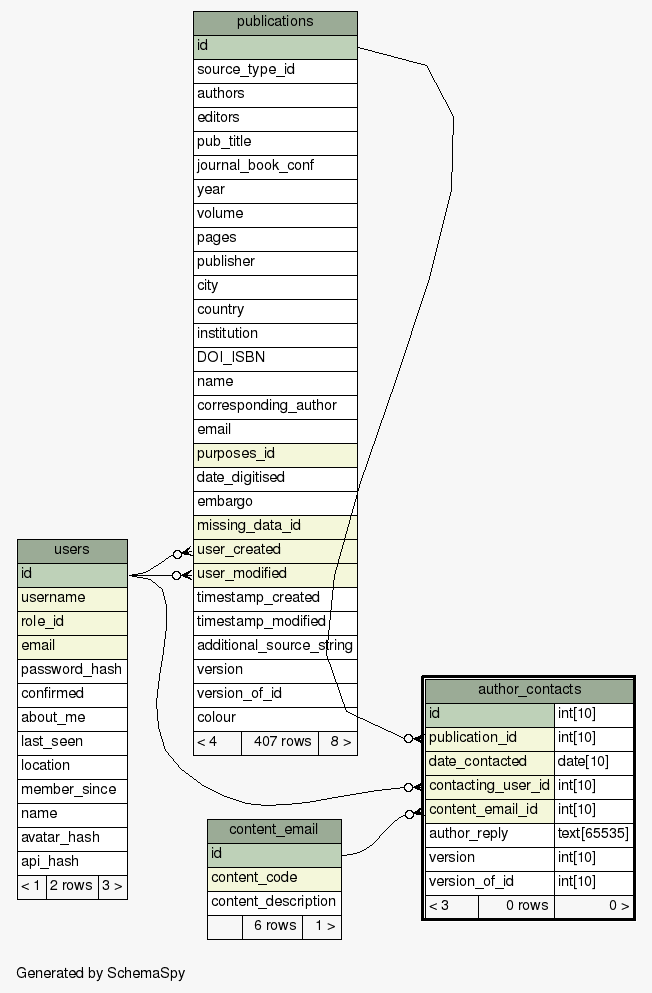 publications
id
source_type_id
authors
editors
pub_title
journal_book_conf
year
volume
pages
publisher
city
country
institution
DOI_ISBN
name
corresponding_author
email
purposes_id
date_digitised
embargo
missing_data_id
user_created
user_modified
timestamp_created
timestamp_modified
additional_source_string
version
version_of_id
colour
< 4 407 rows 8 >
users
id
username
role_id
email
password_hash
confirmed
about_me
last_seen
location
member_since
name
avatar_hash
api_hash
< 1 2 rows 3 >
author_contacts
id int[10]
publication_id int[10]
date_contacted date[10]
contacting_user_id int[10]
content_email_id int[10]
author_reply text[65535]
version int[10]
version_of_id int[10]
< 3 0 rows 0 >
content_email
id
content_code
content_description
6 rows 1 >
Generated by SchemaSpy